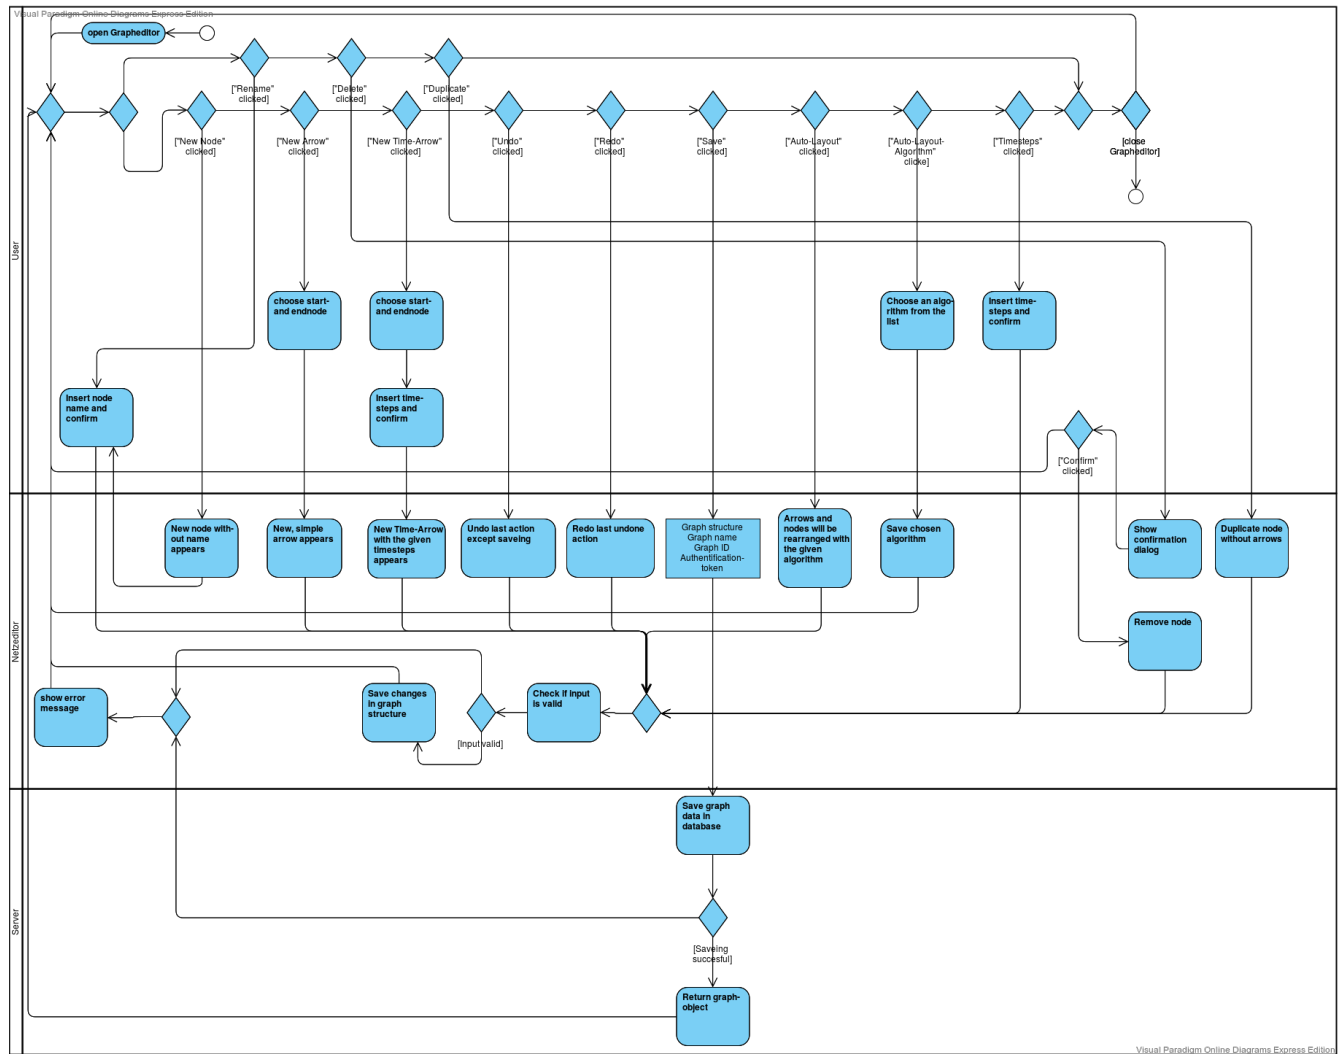 Visual Paradigm Online Diagrams Express Edition
open Grapheditor
["Rename"
clicked]
["Delete"
clicked]
["Duplicate"
clicked]
["New Node"
clicked]
["New Arrow"
clicked]
["New Time-Arrow"
clicked]
["Undo"
clicked]
["Redo"
clicked]
["Save"
clicked]
["Auto-Layout"
clicked]
["Auto-Layout-
Algorithm"
clicke]
["Timesteps"
clicked]
[close
Grapheditor]
User
choose start-
and endnode
choose start-
and endnode
Choose an algo-
rithm from the
list
Insert time-
steps and
confirm
Insert node
name and
confirm
Insert time-
steps and
confirm
["Confirm"
clicked]
Netzeditor
New node with-
out name
appears
New, simple
arrow appears
New Time-Arrow
with the given
timesteps
appears
Undo last action
except saveing
Redo last undone
action
Graph structure
Graph name
Graph ID
Authentification-
token
Arrows and
nodes will be
rearranged with
the given
algorithm
Save chosen
algorithm
Show
confirmation
dialog
Duplicate node
without arrows
Remove node
show error
message
Save changes
in graph
structure
[Input valid]
Check if input
is valid
Server
Save graph
data in
database
[Saveing
succesful]
Return graph-
object
Visual Paradigm Online Diagrams Express Edition